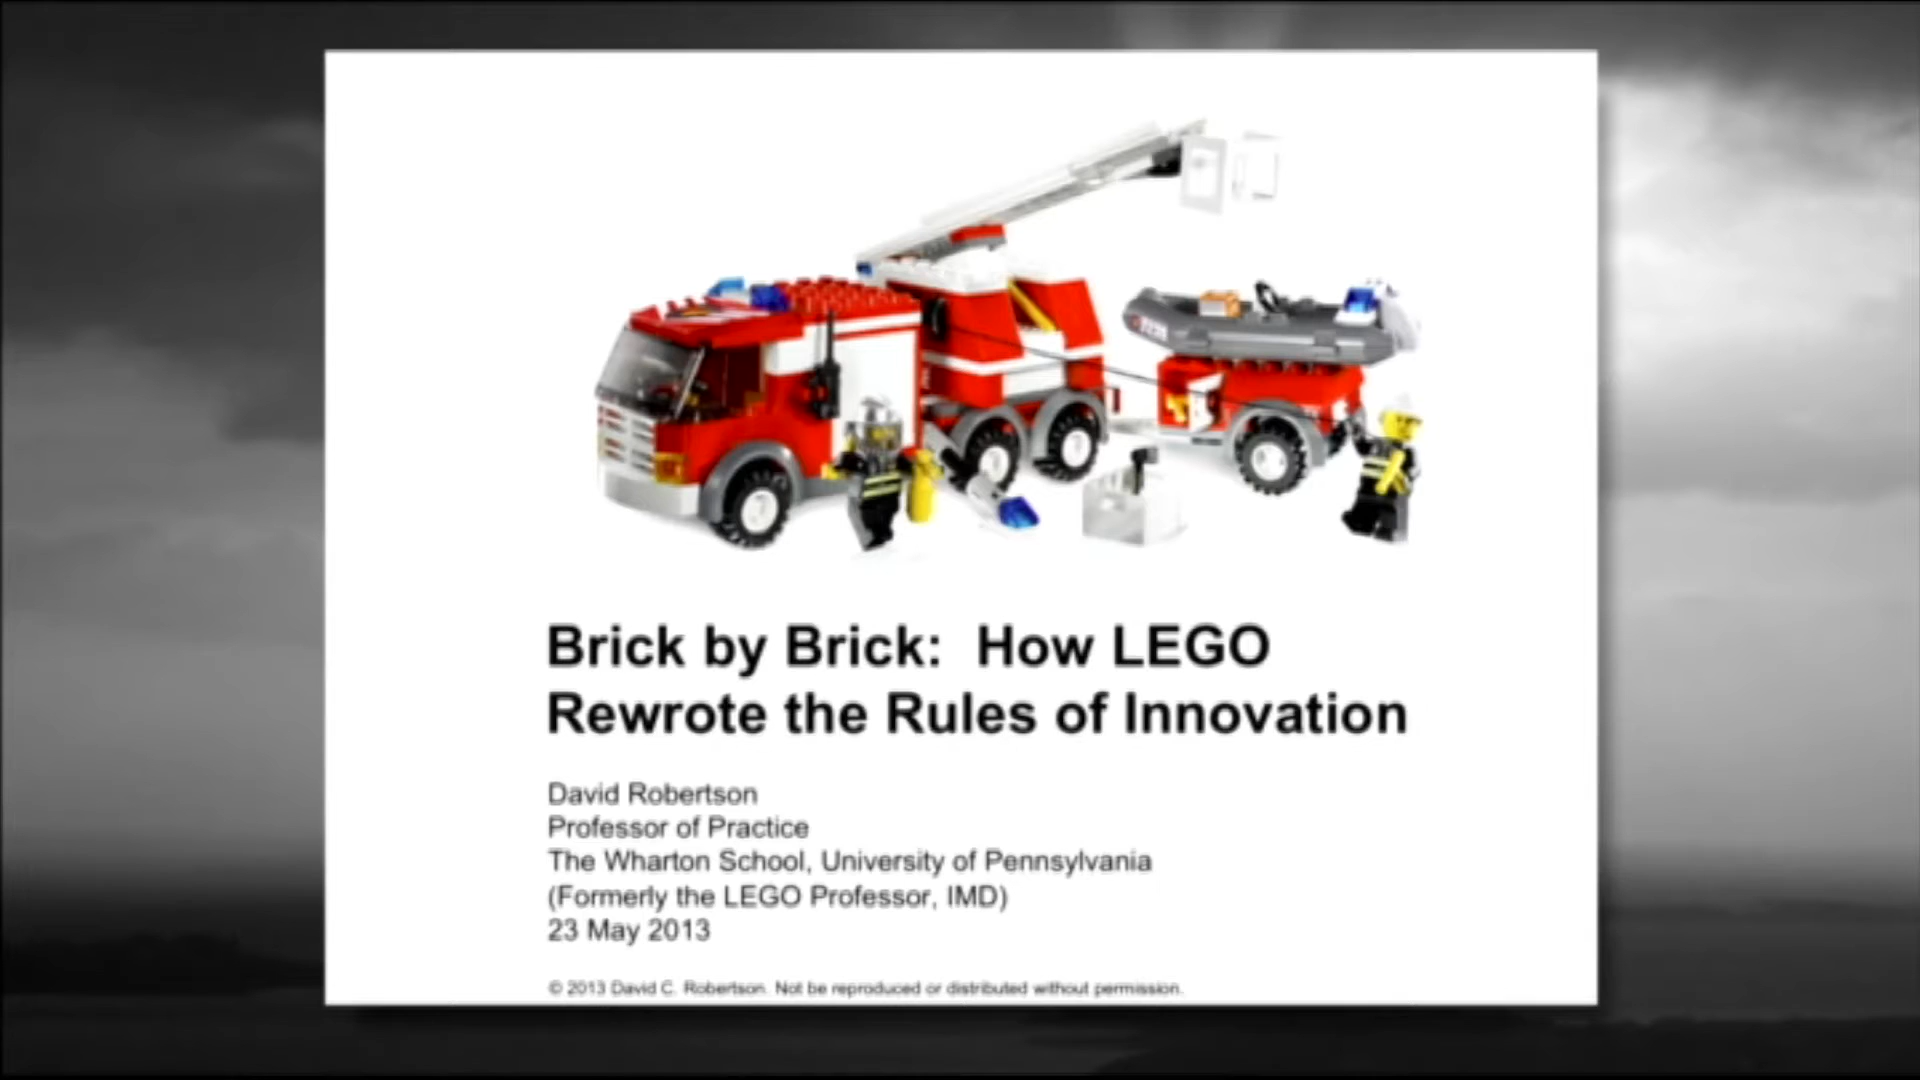 Brick by Brick:  How LEGO
Rewrote the Rules of Innovation
David Robertson
Professor of Practice
The Wharton School, University of Pennsylvania
(Formerly the LEGO Professor, IMD)
23 May 2013
© 2013 David C. Robertson. Not be reproduced or distributed without permission.